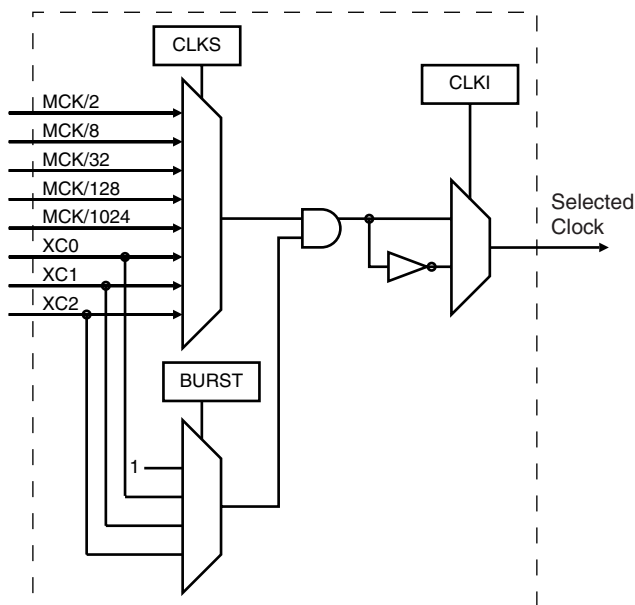 CLKS
CLKI
MCK/2
MCK/8
MCK/32
MCK/128
MCK/1024
XC0
XC1
XC2
Selected
Clock
BURST
1